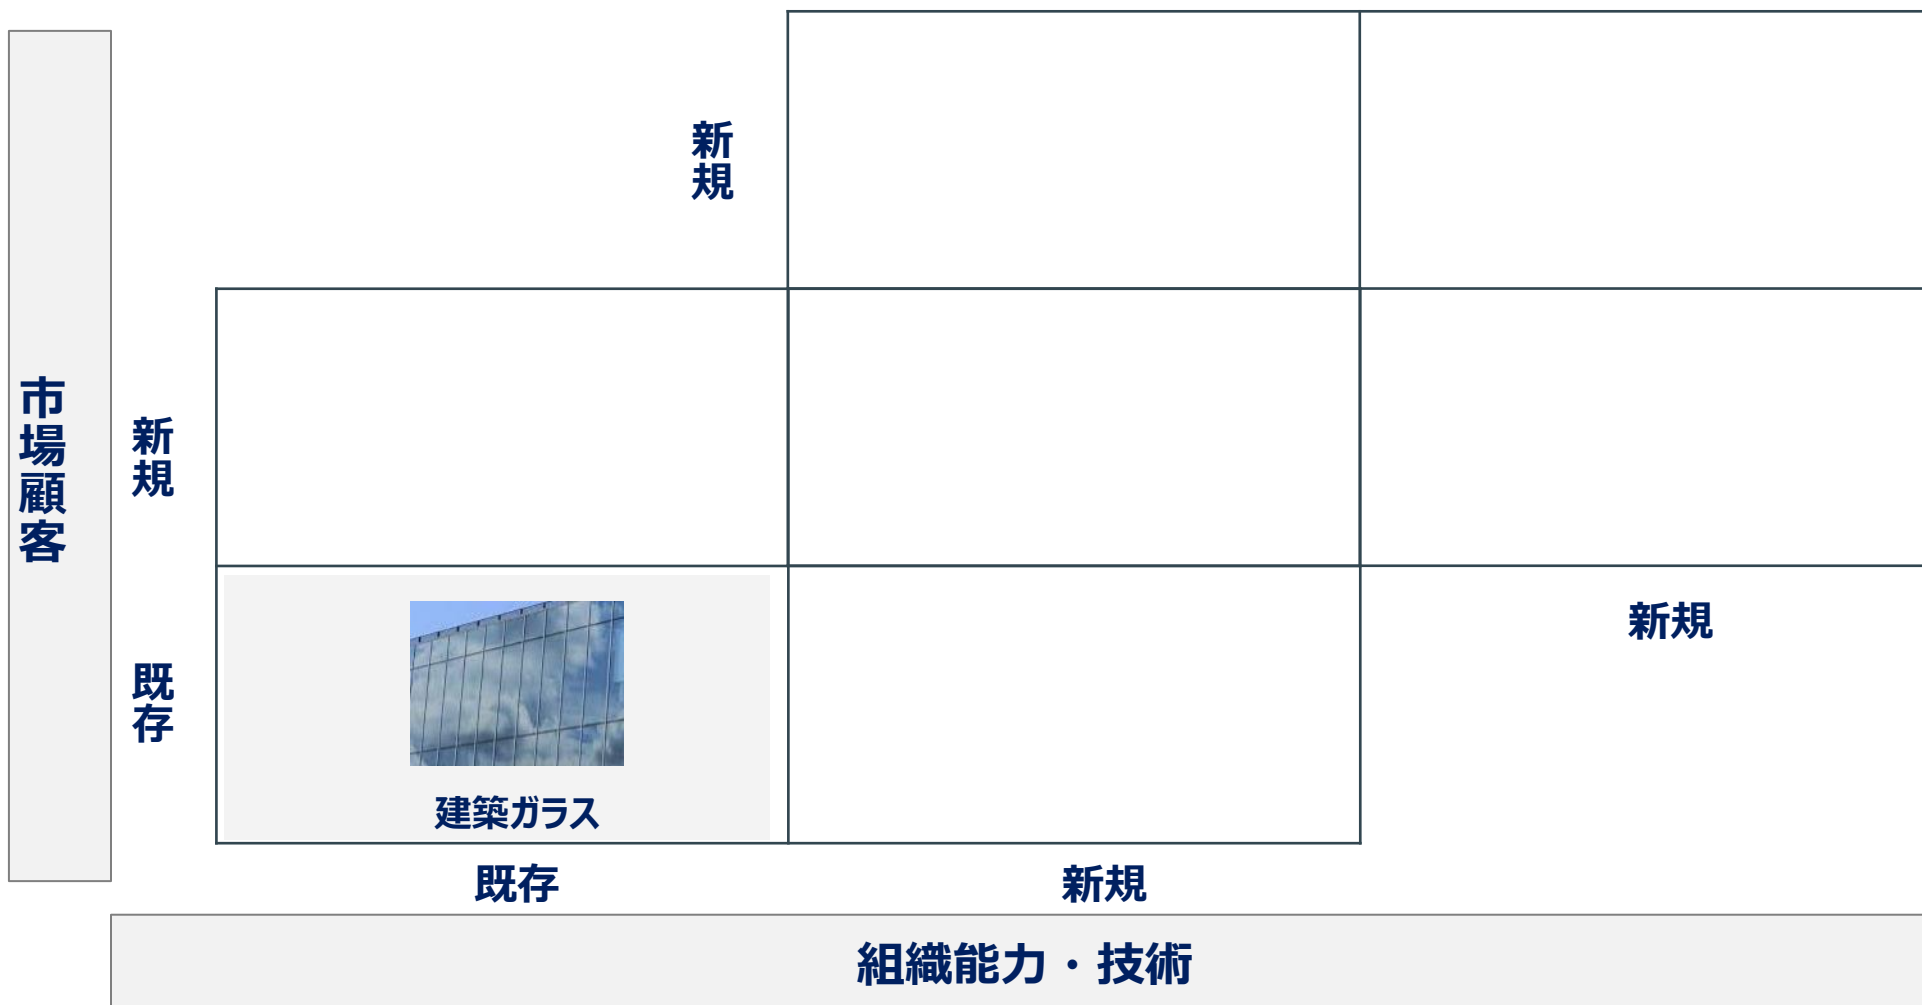 新規
市場顧客
新規
新規
既存
建築ガラス
既存
新規
組織能力・技術